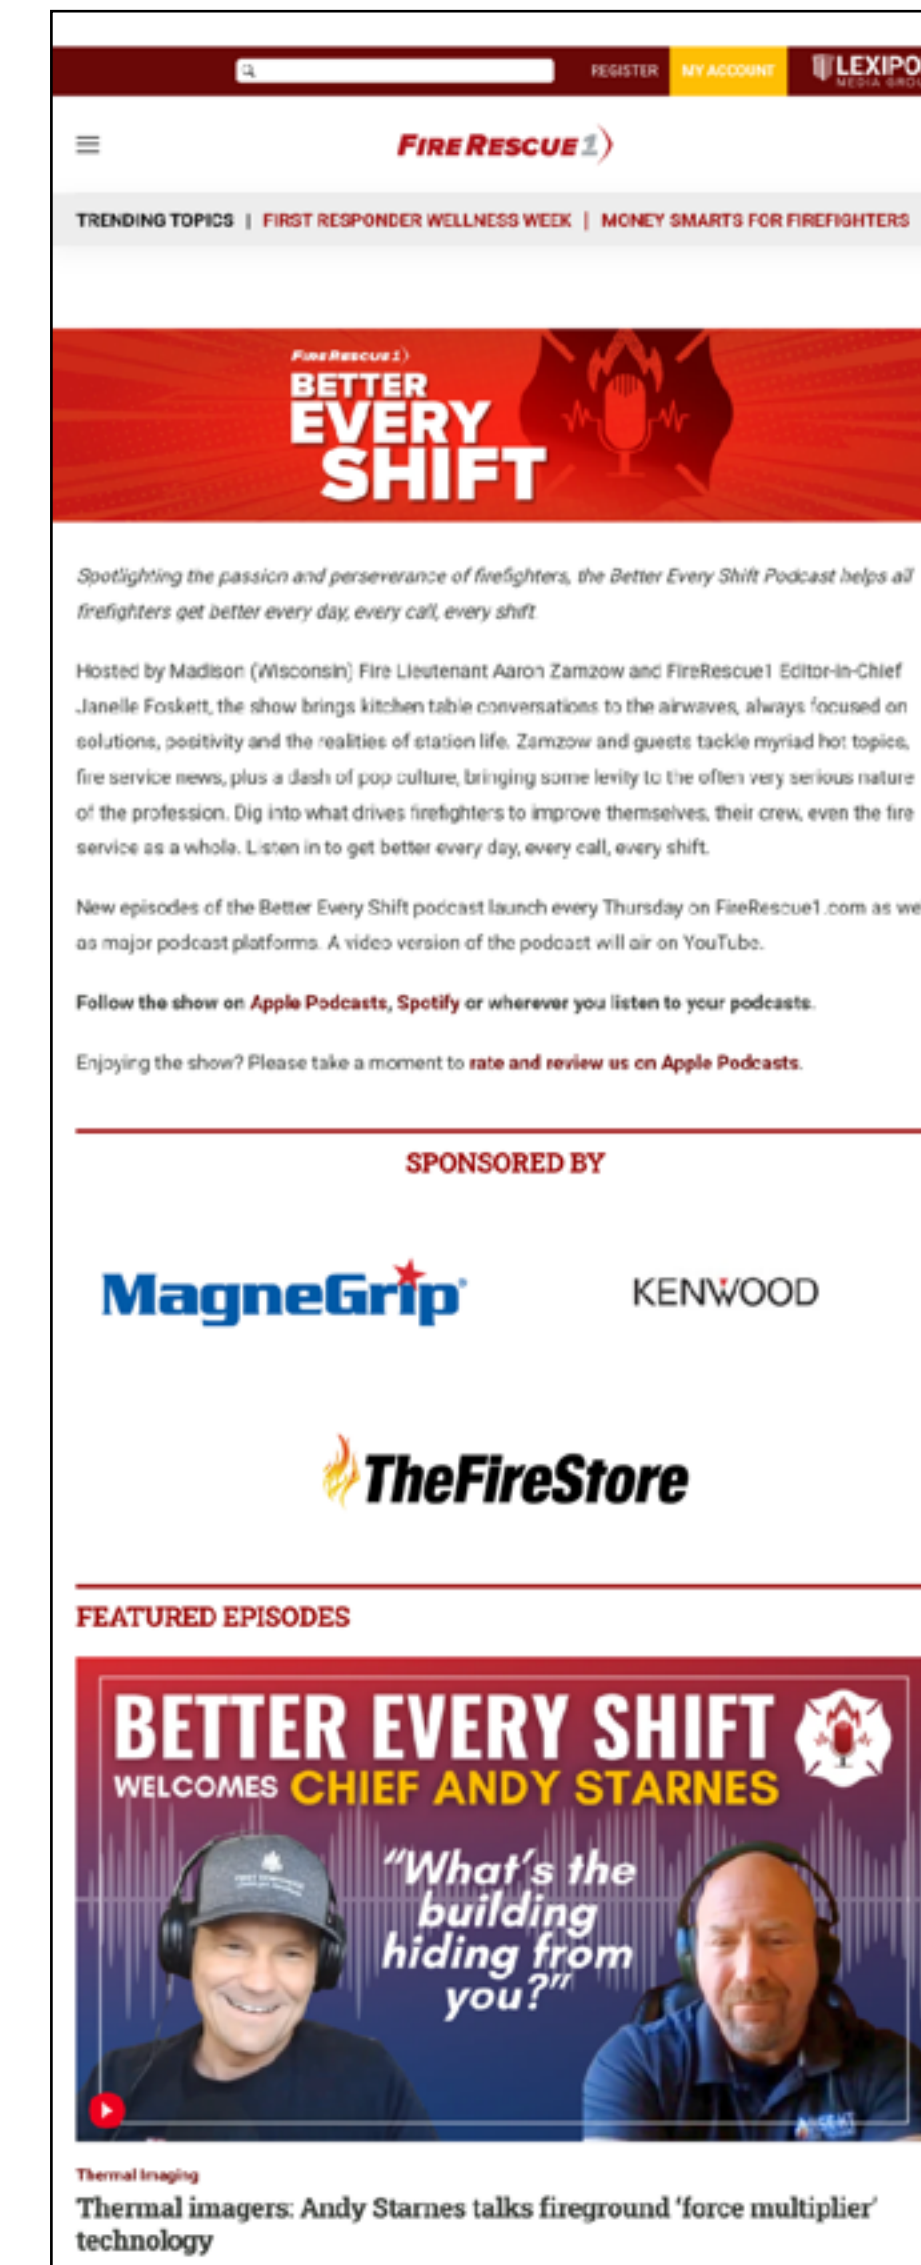 REGISTER
MY ACCOUNT
LEXIPO
MEDIA GROU
FIRERESCUE1
TRENDING TOPICS | FIRST RESPONDER WELLNESS WEEK | MONEY SMARTS FOR FIREFIGHTERS
FIRERESCUE1
BETTER
EVERY
SHIFT
Spotlighting the passion and perseverance of firefighters, the Better Every Shift Podcast helps all
firefighters get better every day, every call, every shift.
Hosted by Madison (Wisconsin) Fire Lieutenant Aaron Zamzow and FireRescue1 Editor-in-Chief
Janelle Foskett, the show brings kitchen table conversations to the airwaves, always focused on
solutions, positivity and the realities of station life. Zamzow and guests tackle myriad hot topics,
fire service news, plus a dash of pop culture, bringing some levity to the often very serious nature
of the profession. Dig into what drives firefighters to improve themselves, their crew, even the fire
service as a whole. Listen in to get better every day, every call, every shift.
New episodes of the Better Every Shift podcast launch every Thursday on FireRescue1.com as we
as major podcast platforms. A video version of the podcast will air on YouTube.
Follow the show on Apple Podcasts, Spotify or wherever you listen to your podcasts.
Enjoying the show? Please take a moment to rate and review us on Apple Podcasts.
SPONSORED BY
MagneGrip
KENWOOD
TheFireStore
FEATURED EPISODES
BETTER EVERY SHIFT
WELCOMES CHIEF ANDY STARNES
"What's the
building
hiding from
you?"
Thermal Imaging
Thermal imagers: Andy Starnes talks fireground 'force multiplier'
technology